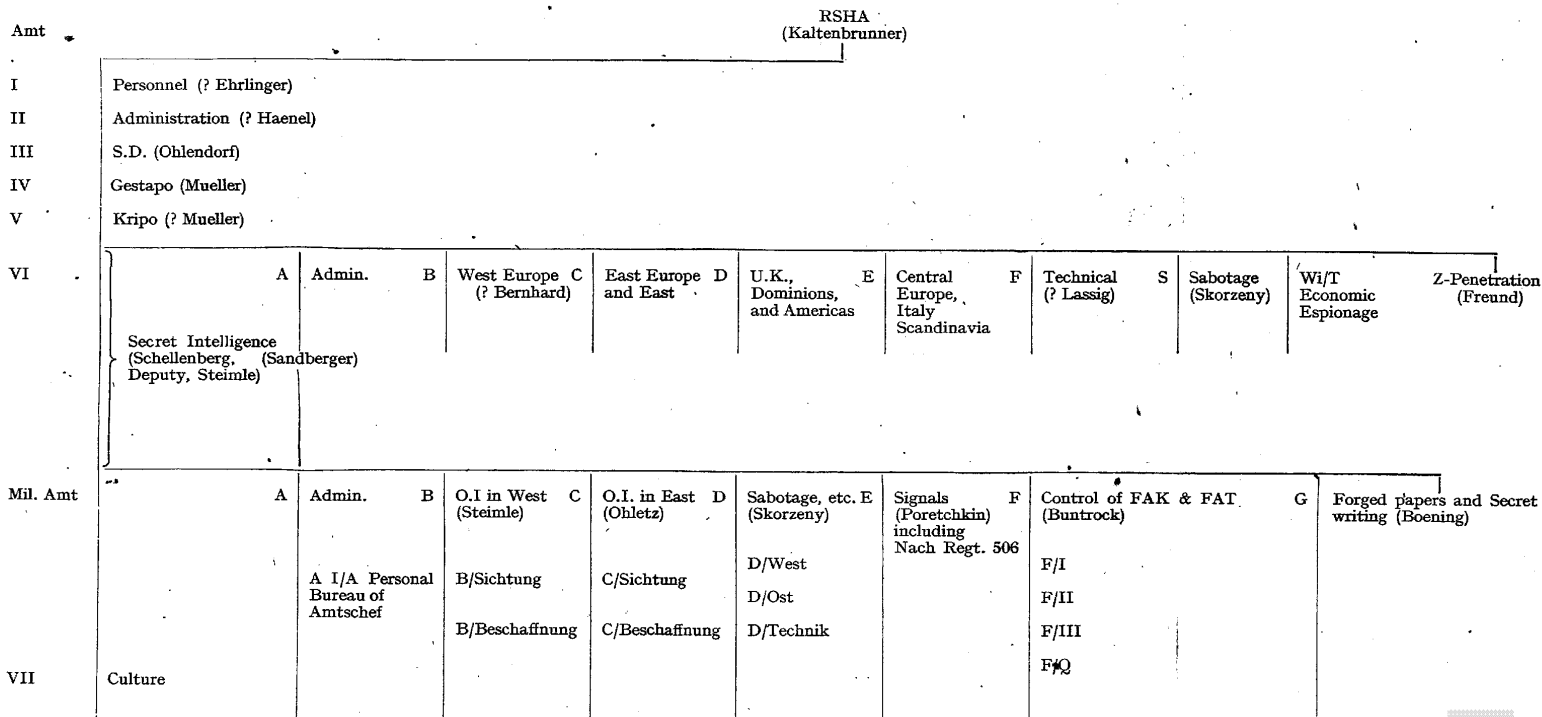 RSHA
Amt (Kaltenbrunner)
I Personnel (? Ehrlinger)
II Administration (? Haenel)
III S.D. (Ohlendorf)
IV Gestapo (Mueller)
V Kripo (? Mueller)
VI
A Admin.
B West Europe
(? Bernhard)
C East Europe
and East
D U.K.,
Dominions,
and Americas
E Central
Europe,
Italy
Scandinavia
F Technical
(? Lassig)
S Sabotage
(Skorzeny)
Wi/T
Economic
Espionage
Z-Penetration
(Freund)
Secret Intelligence
(Schellenberg, (Sandberger)
Deputy, Steimle)
Mil. Amt
A Admin.
A I/A Personal
Bureau of
Amtschef
B O.I in West
(Steimle)
B/Sichtung
B/Beschaffnung
C O.I. in East
(Ohletz)
C/Sichtung
C/Beschaffnung
D Sabotage, etc.
(Skorzeny)
D/West
D/Ost
D/Technik
E Signals
(Poretchkin)
including
Nach Regt. 506
F Control of FAK & FAT
(Buntrock)
F/I
F/II
F/III
F/Q
G Forged papers and Secret
writing (Boening)
VII Culture